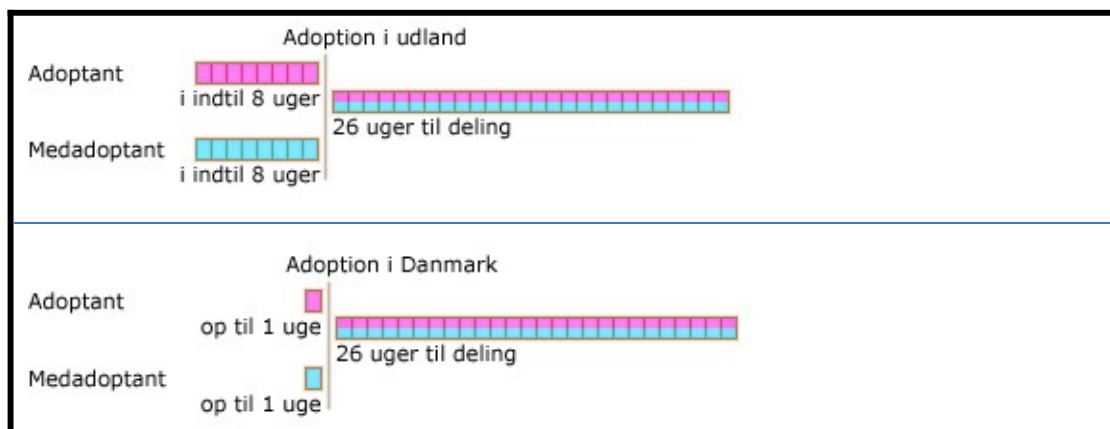 Adoption i udland
Adoptant
i indtil 8 uger
26 uger til deling
Medadoptant
i indtil 8 uger
Adoption i Danmark
Adoptant
op til 1 uge
26 uger til deling
Medadoptant
op til 1 uge